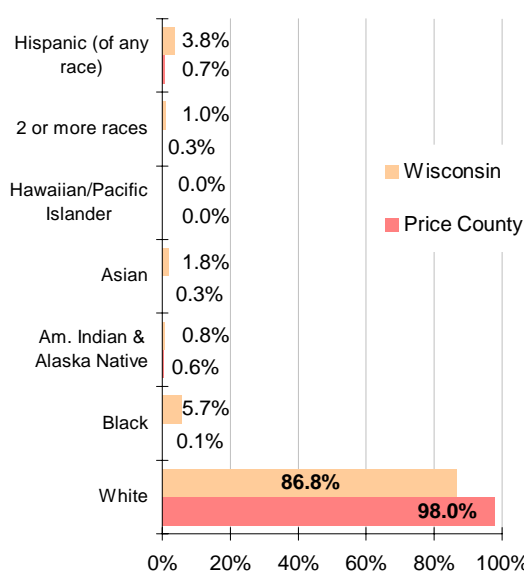 Hispanic (of any
race)
3.8%
0.7%
2 or more races
1.0%
0.3%
Hawaiian/Pacific
Islander
0.0%
0.0%
Asian
1.8%
0.3%
Am. Indian &
Alaska Native
0.8%
0.6%
Black
5.7%
0.1%
White
86.8%
98.0%
Wisconsin
Price County
0% 20% 40% 60% 80% 100%